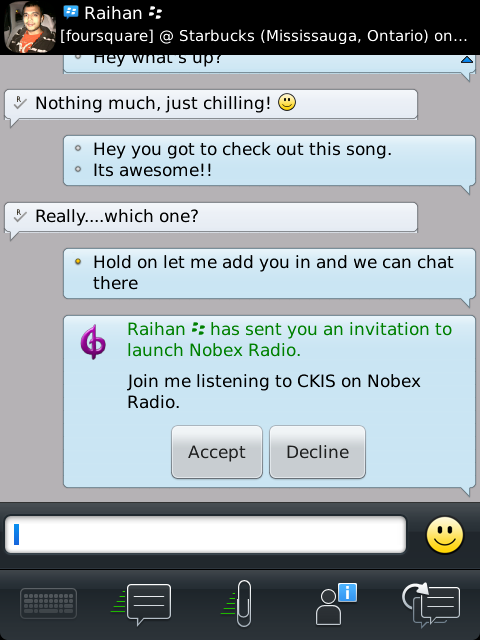 Raihan
[foursquare] @ Starbucks (Mississauga, Ontario) on...
Hey what's up?
R
Nothing much, just chilling!
Hey you got to check out this song.
Its awesome!!
R
Really....which one?
Hold on let me add you in and we can chat
there
Raihan has sent you an invitation to
launch Nobex Radio.
Join me listening to CKIS on Nobex
Radio.
Accept Decline